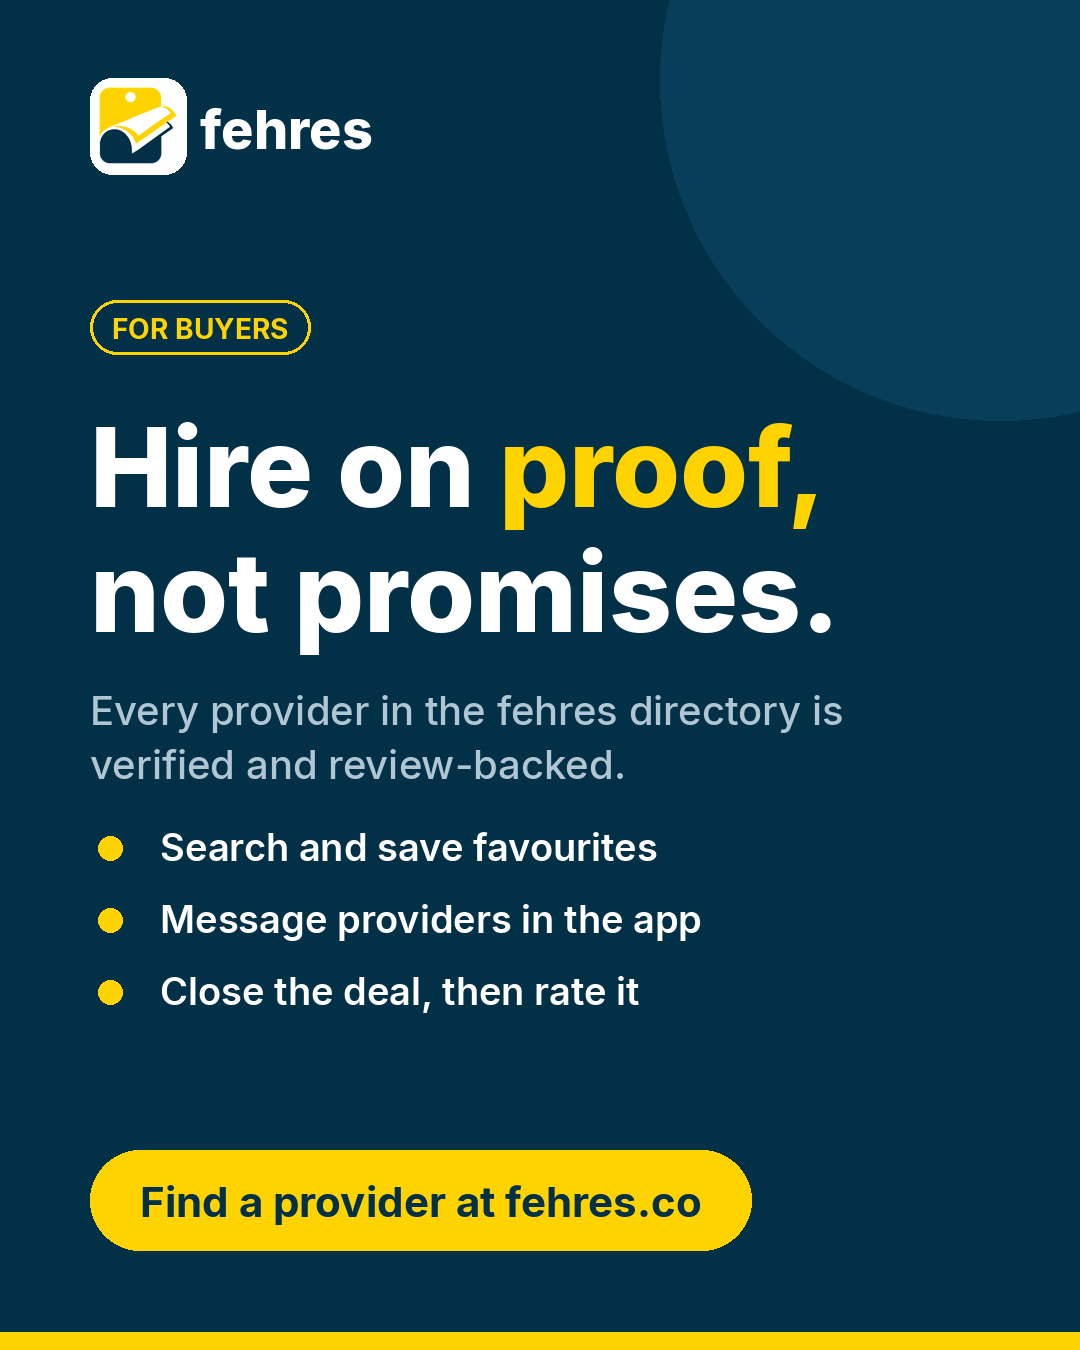 fehres
FOR BUYERS
Hire on proof,
not promises.
Every provider in the fehres directory is
verified and review-backed.
Search and save favourites
Message providers in the app
Close the deal, then rate it
Find a provider at fehres.co